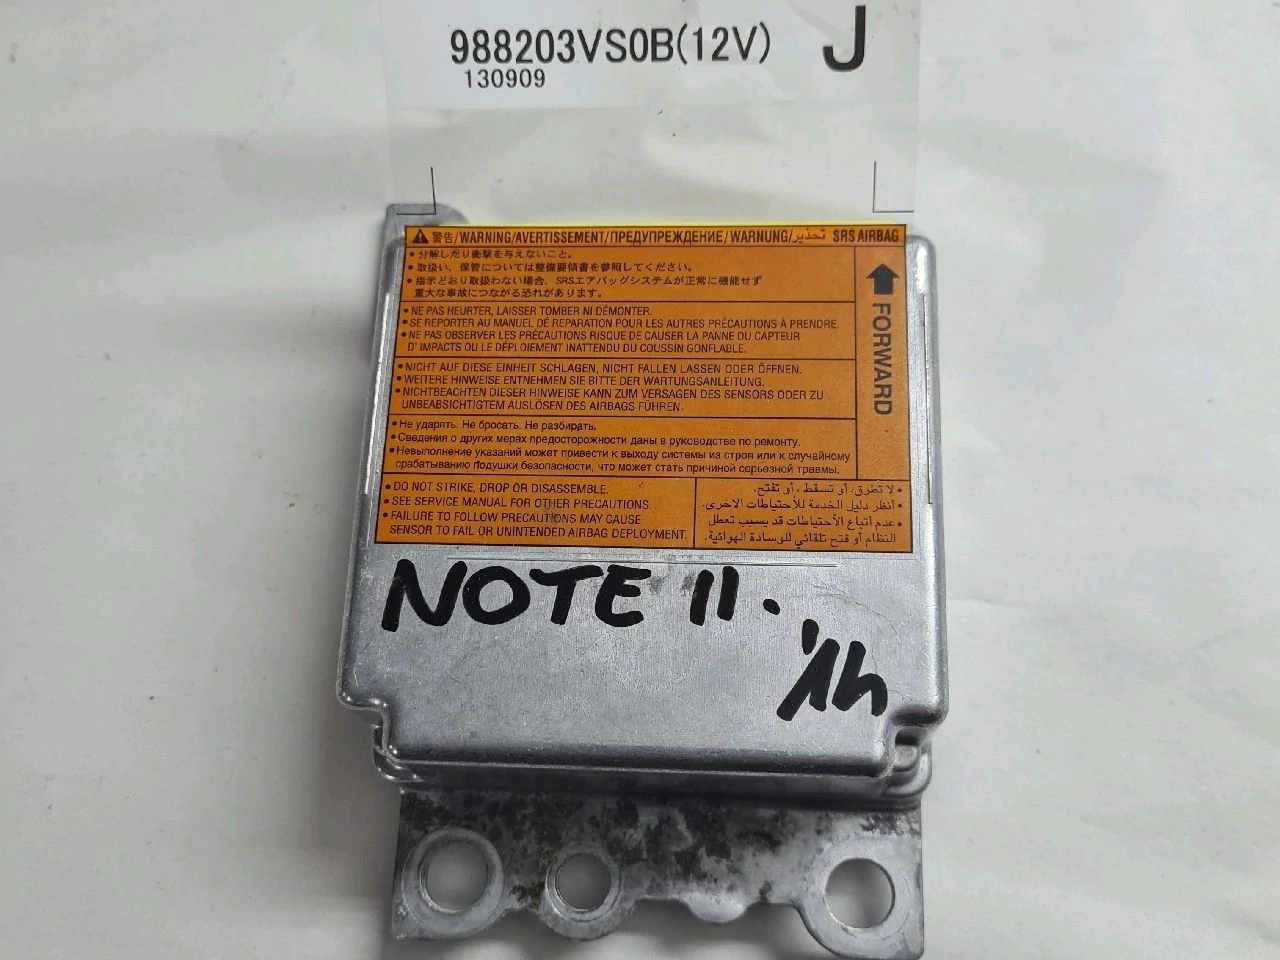 988203VS0B(12V) J
130909
警告/WARNING/AVERTISSEMENT/ПРЕДУПРЕЖДЕНИЕ/WARNUNG/تحذير SRS AIRBAG
• 分解したり衝撃を与えないこと。
• 取扱い、保管については整備要領書を参照してください。
• 指示どおり取扱わない場合、SRSエアバッグシステムが正常に機能せず
重大な事故につながる恐れがあります。
FORWARD
• NE PAS HEURTER, LAISSER TOMBER NI DÉMONTER.
• SE REPORTER AU MANUEL DE RÉPARATION POUR LES AUTRES PRÉCAUTIONS À PRENDRE.
• NE PAS OBSERVER LES PRÉCAUTIONS RISQUE DE CAUSER LA PANNE DU CAPTEUR
D' IMPACTS OU LE DÉPLOIEMENT INATTENDU DU COUSSIN GONFLABLE.
• NICHT AUF DIESE EINHEIT SCHLAGEN, NICHT FALLEN LASSEN ODER ÖFFNEN.
• WEITERE HINWEISE ENTNEHMEN SIE BITTE DER WARTUNGSANLEITUNG.
• NICHTBEACHTEN DIESER HINWEISE KANN ZUM VERSAGEN DES SENSORS ODER ZU
UNBEABSICHTIGTEM AUSLÖSEN DES AIRBAGS FÜHREN.
• Не ударять. Не бросать. Не разбирать.
• Сведения о других мерах предосторожности даны в руководстве по ремонту.
• Невыполнение указаний может привести к выходу системы из строя или к случайному
срабатыванию подушки безопасности, что может стать причиной серьезной травмы.
• DO NOT STRIKE, DROP OR DISASSEMBLE.
• SEE SERVICE MANUAL FOR OTHER PRECAUTIONS.
• FAILURE TO FOLLOW PRECAUTIONS MAY CAUSE
SENSOR TO FAIL OR UNINTENDED AIRBAG DEPLOYMENT.
• لا تطرق، أو تسقط، أو تفتح.
• أنظر دليل الخدمة للأحتياطات الاخرى.
• عدم أتباع الأحتياطات قد يسبب تعطل
النظام أو فتح تلقائي للوسادة الهوائية.
NOTE II.
'14